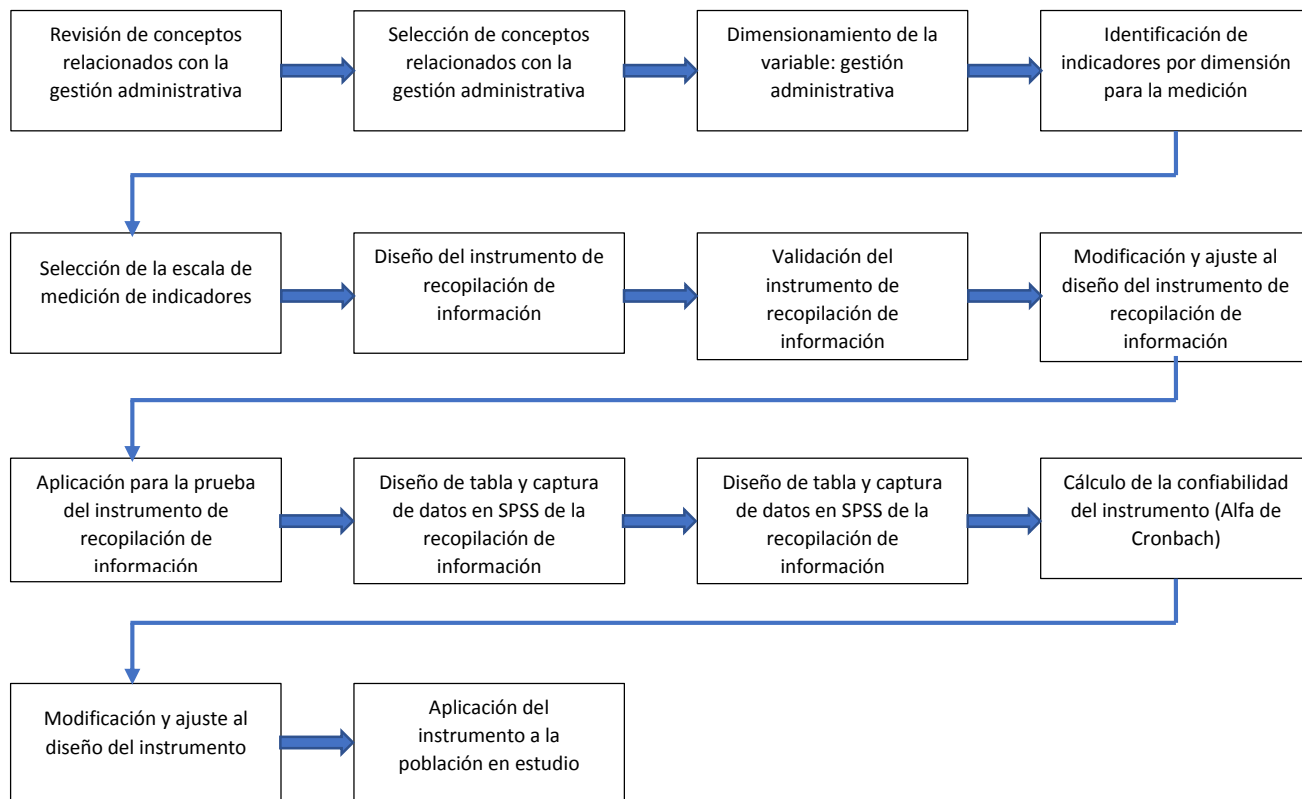 Revisión de conceptos
relacionados con la
gestión administrativa
Selección de conceptos
relacionados con la
gestión administrativa
Dimensionamiento de la
variable: gestión
administrativa
Identificación de
indicadores por dimensión
para la medición
Selección de la escala de
medición de indicadores
Diseño del instrumento de
recopilación de
información
Validación del
instrumento de
recopilación de
información
Modificación y ajuste al
diseño del instrumento de
recopilación de
información
Aplicación para la prueba
del instrumento de
recopilación de
información
Diseño de tabla y captura
de datos en SPSS de la
recopilación de
información
Diseño de tabla y captura
de datos en SPSS de la
recopilación de
información
Cálculo de la confiabilidad
del instrumento (Alfa de
Cronbach)
Modificación y ajuste al
diseño del instrumento
Aplicación del
instrumento a la
población en estudio